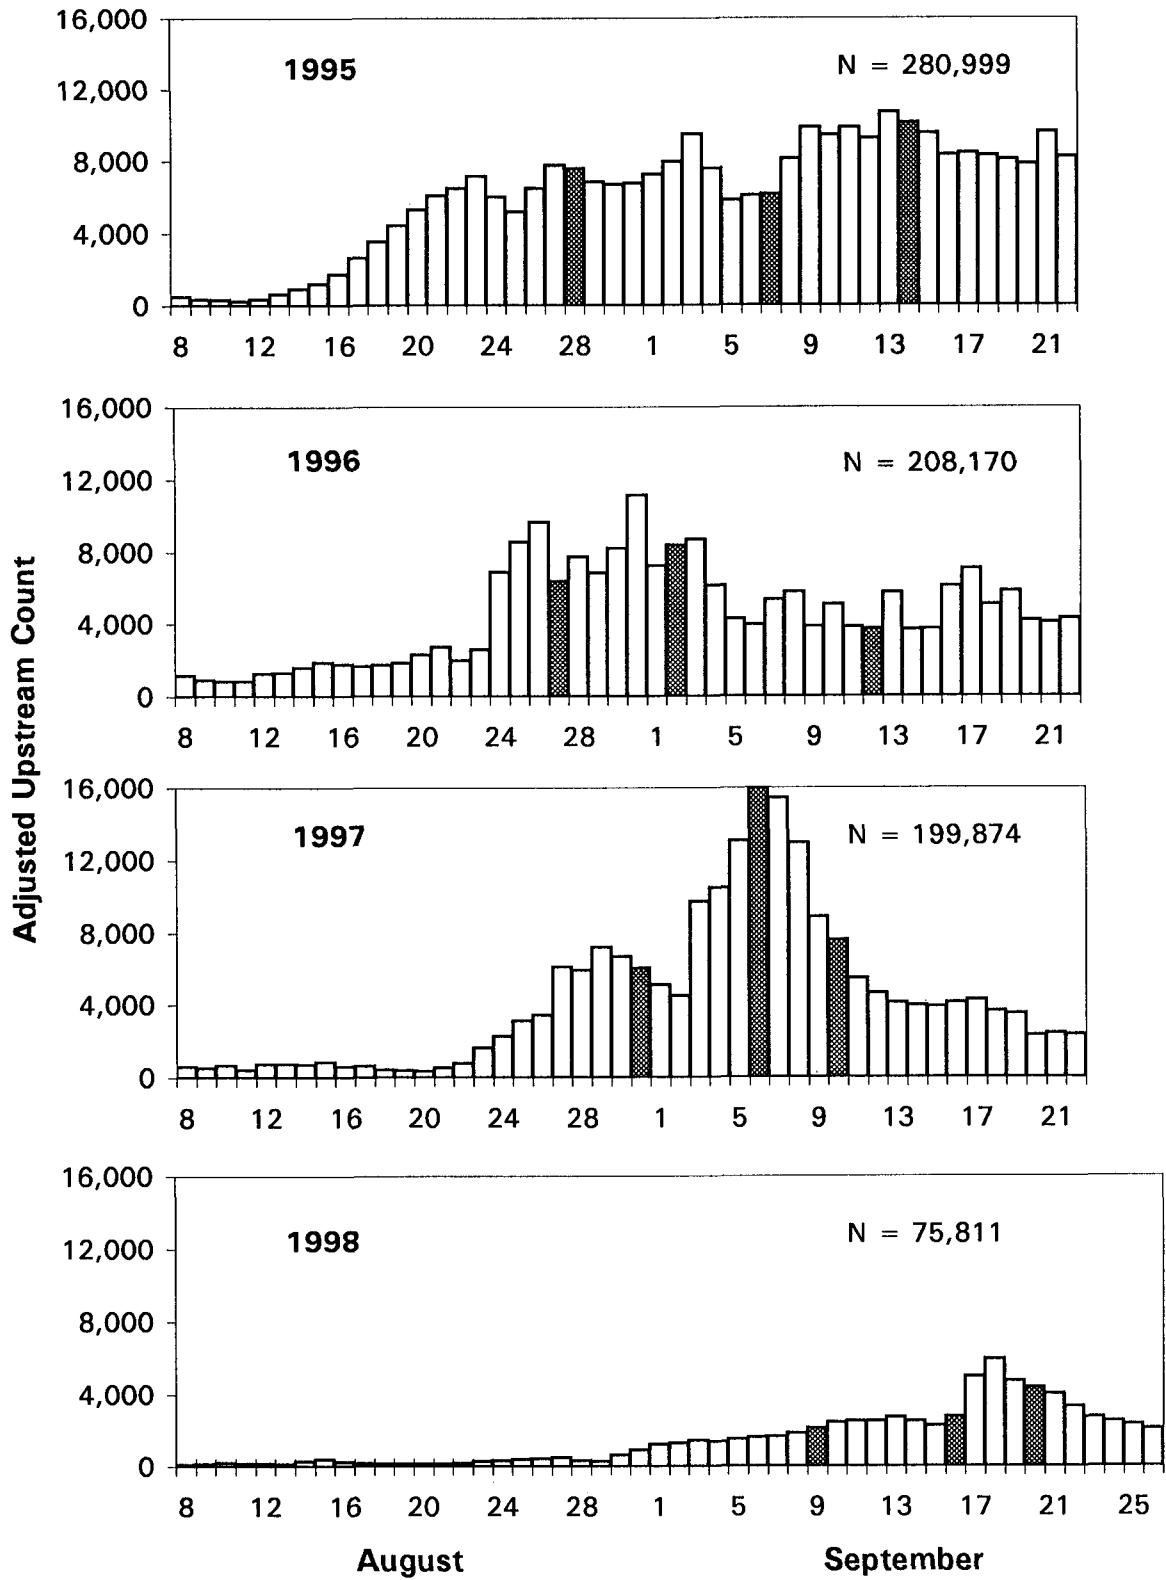 16,000
1995
N = 280,999
12,000
8,000
4,000
0
8 12 16 20 24 28 1 5 9 13 17 21
16,000
1996
N = 208,170
12,000
8,000
4,000
0
8 12 16 20 24 28 1 5 9 13 17 21
Adjusted Upstream Count
16,000
1997
N = 199,874
12,000
8,000
4,000
0
8 12 16 20 24 28 1 5 9 13 17 21
16,000
1998
N = 75,811
12,000
8,000
4,000
0
8 12 16 20 24 28 1 5 9 13 17 21 25
August September